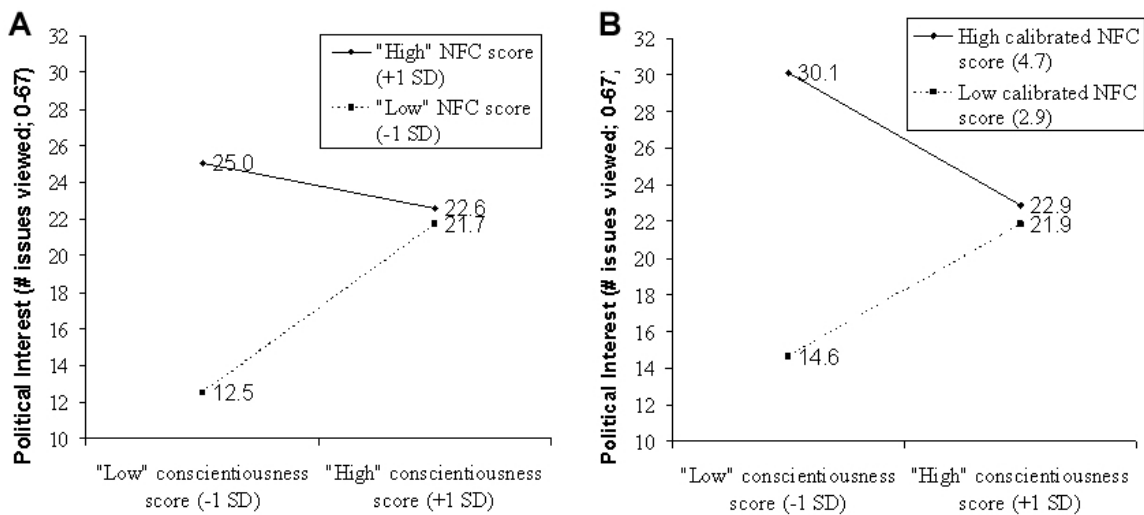 A
Political Interest (# issues viewed; 0-67)
32
30
28
26
24
22
20
18
16
14
12
10
"High" NFC score
(+1 SD)
"Low" NFC score
(-1 SD)
25.0
22.6
21.7
12.5
"Low" conscientiousness
score (-1 SD)
"High" conscientiousness
score (+1 SD)
B
Political Interest (# issues viewed; 0-67)
32
30
28
26
24
22
20
18
16
14
12
10
High calibrated NFC
score (4.7)
Low calibrated NFC
score (2.9)
30.1
22.9
21.9
14.6
"Low" conscientiousness
score (-1 SD)
"High" conscientiousness
score (+1 SD)